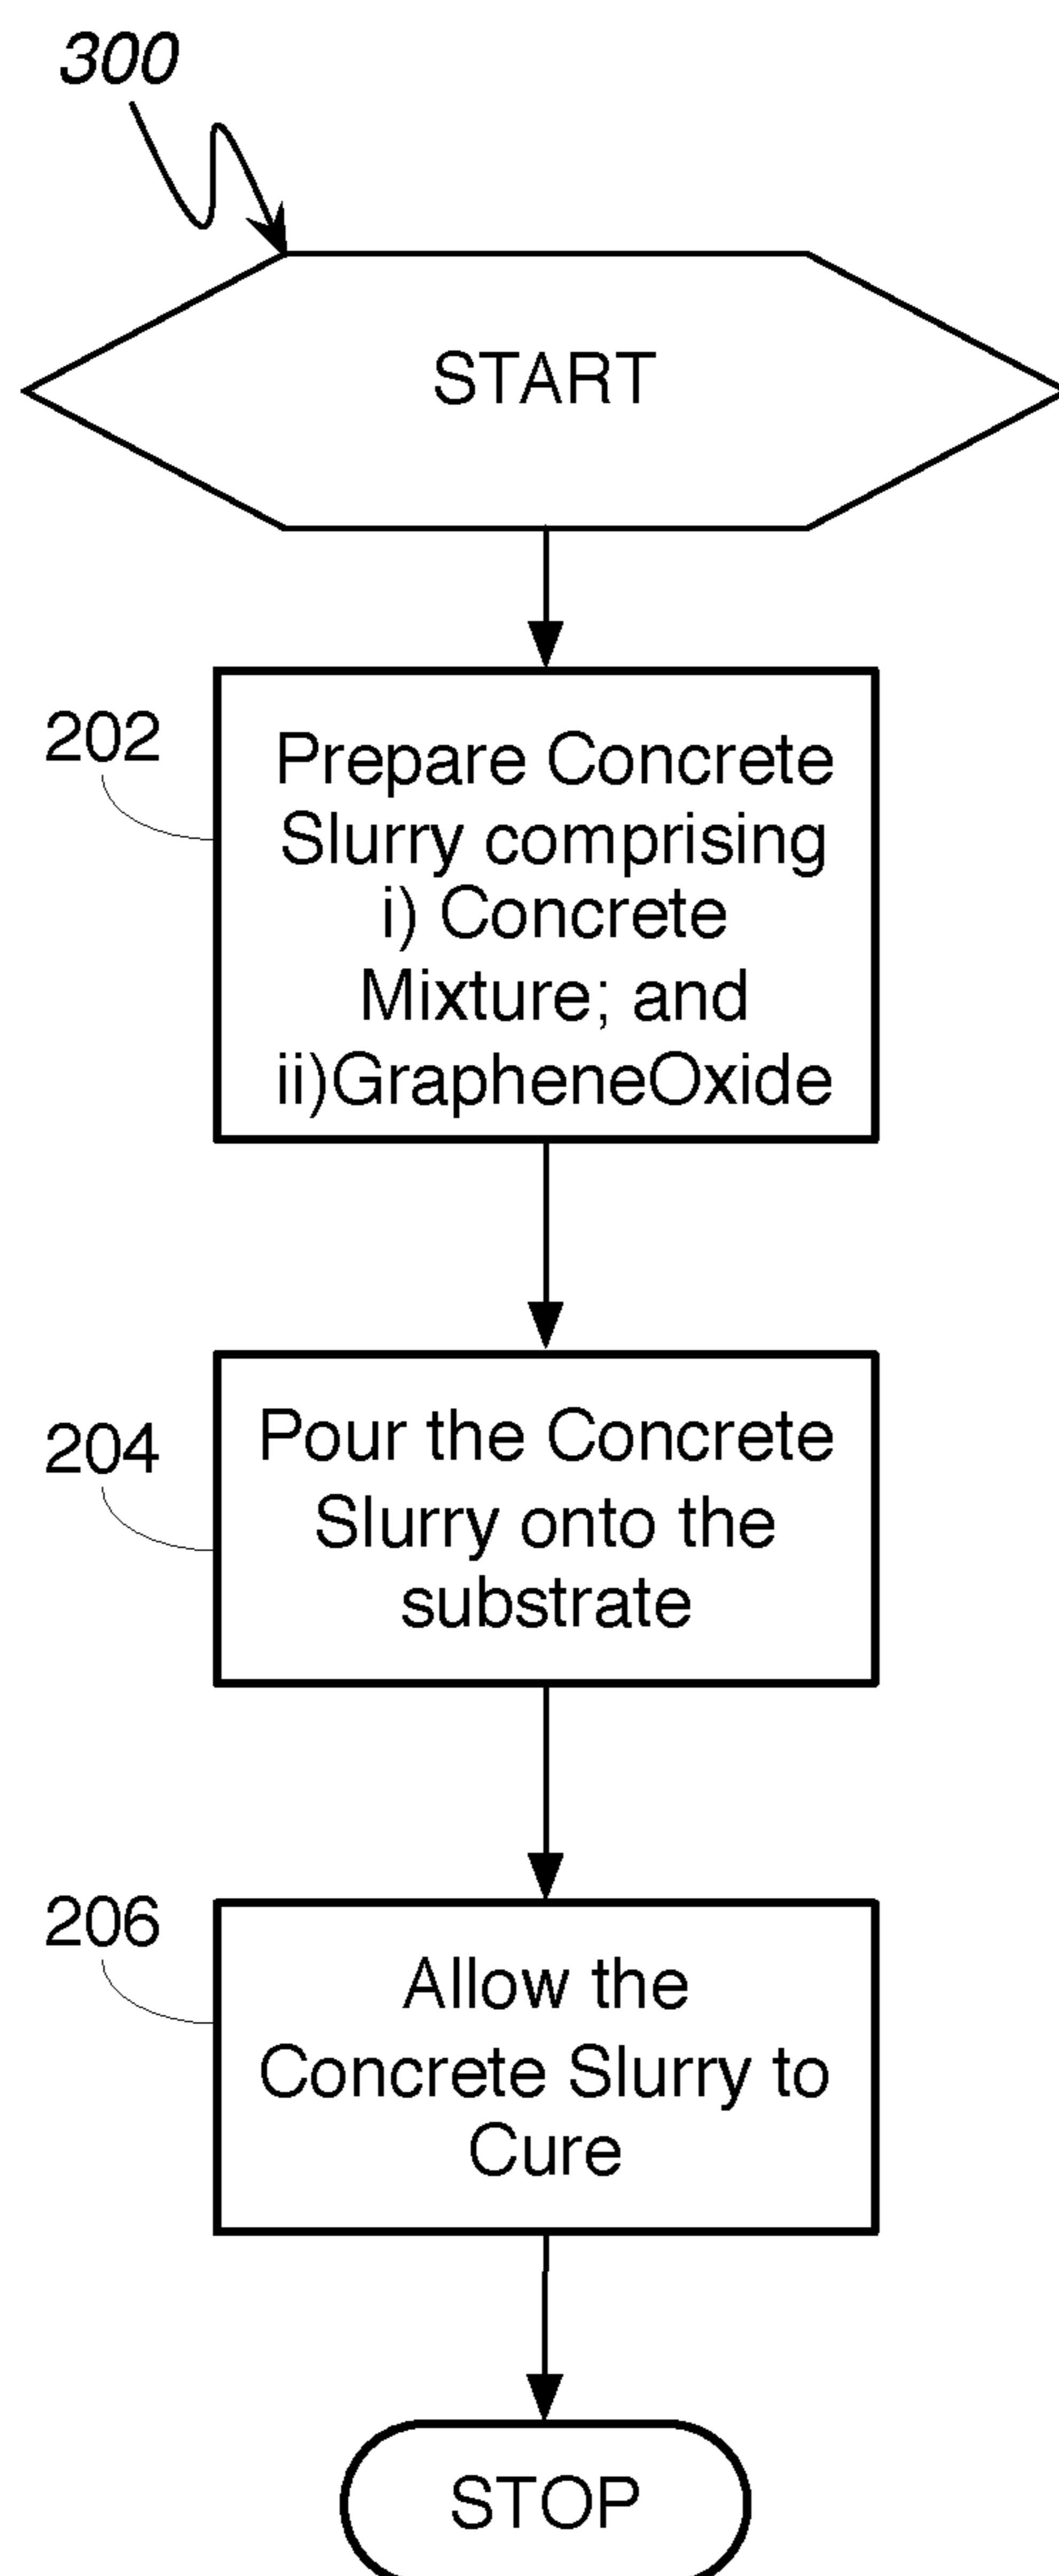 300
START
202
Prepare Concrete
Slurry comprising
i) Concrete
Mixture; and
ii)GrapheneOxide
204
Pour the Concrete
Slurry onto the
substrate
206
Allow the
Concrete Slurry to
Cure
STOP